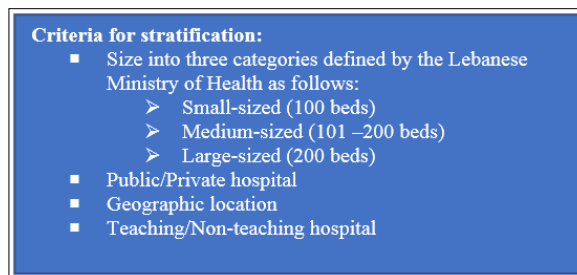 Criteria for stratification:
▪ Size into three categories defined by the Lebanese
Ministry of Health as follows:
➢ Small-sized (100 beds)
➢ Medium-sized (101 –200 beds)
➢ Large-sized (200 beds)
▪ Public/Private hospital
▪ Geographic location
▪ Teaching/Non-teaching hospital